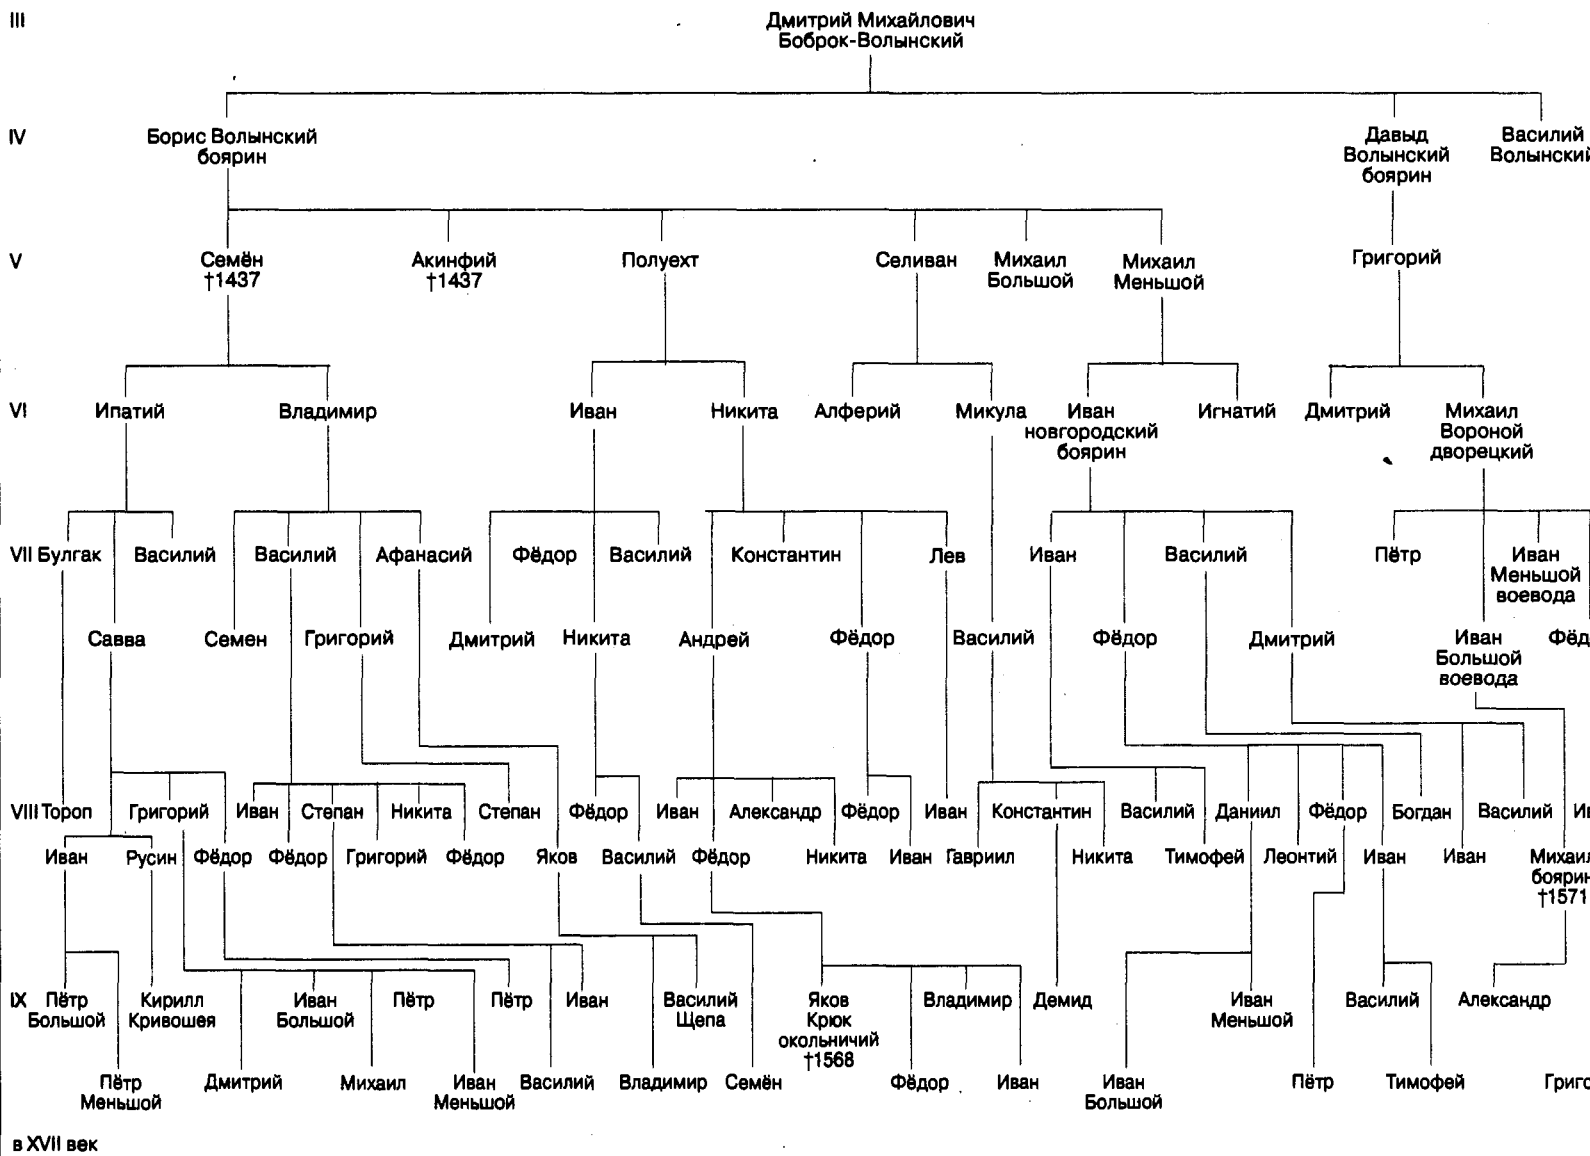 III
Дмитрий Михайлович
Боброк-Волынский
IV
Борис Волынский
боярин
Давыд
Волынский
боярин
Василий
Волынский
V
Семён
†1437
Акинфий
†1437
Полуехт
Селиван
Михаил
Большой
Михаил
Меньшой
Григорий
VI
Ипатий
Владимир
Иван
Никита
Алферий
Микула
Иван
новгородский
боярин
Игнатий
Дмитрий
Михаил
Вороной
дворецкий
VII
Булгак
Василий
Василий
Афанасий
Фёдор
Василий
Константин
Лев
Иван
Василий
Пётр
Иван
Меньшой
воевода
Савва
Семен
Григорий
Дмитрий
Никита
Андрей
Фёдор
Василий
Фёдор
Дмитрий
Иван
Большой
воевода
Фёд
VIII
Тороп
Григорий
Иван
Степан
Никита
Степан
Фёдор
Иван
Александр
Фёдор
Иван
Константин
Василий
Даниил
Фёдор
Богдан
Василий
Ив
Иван
Русин
Фёдор
Фёдор
Григорий
Фёдор
Яков
Василий
Фёдор
Никита
Иван
Гавриил
Никита
Тимофей
Леонтий
Иван
Иван
Михаил
боярин
†1571
IX
Пётр
Большой
Кирилл
Кривошея
Иван
Большой
Пётр
Пётр
Иван
Василий
Щепа
Яков
Крюк
окольничий
†1568
Владимир
Демид
Иван
Меньшой
Василий
Александр
Пётр
Меньшой
Дмитрий
Михаил
Иван
Меньшой
Василий
Владимир
Семён
Фёдор
Иван
Иван
Большой
Пётр
Тимофей
Григо
в XVII век